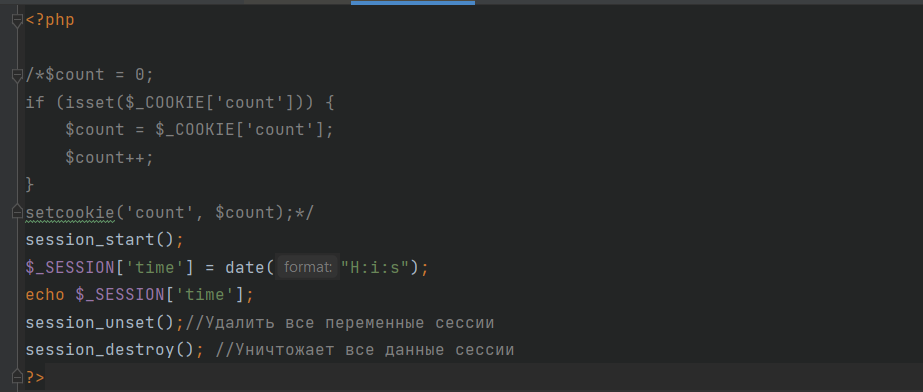 <?php
/*$count = 0;
if (isset($_COOKIE['count'])) {
$count = $_COOKIE['count'];
$count++;
}
setcookie('count', $count);*/
session_start();
$_SESSION['time'] = date( format: "H:i:s");
echo $_SESSION['time'];
session_unset();//Удалить все переменные сессии
session_destroy(); //Уничтожает все данные сессии
?>